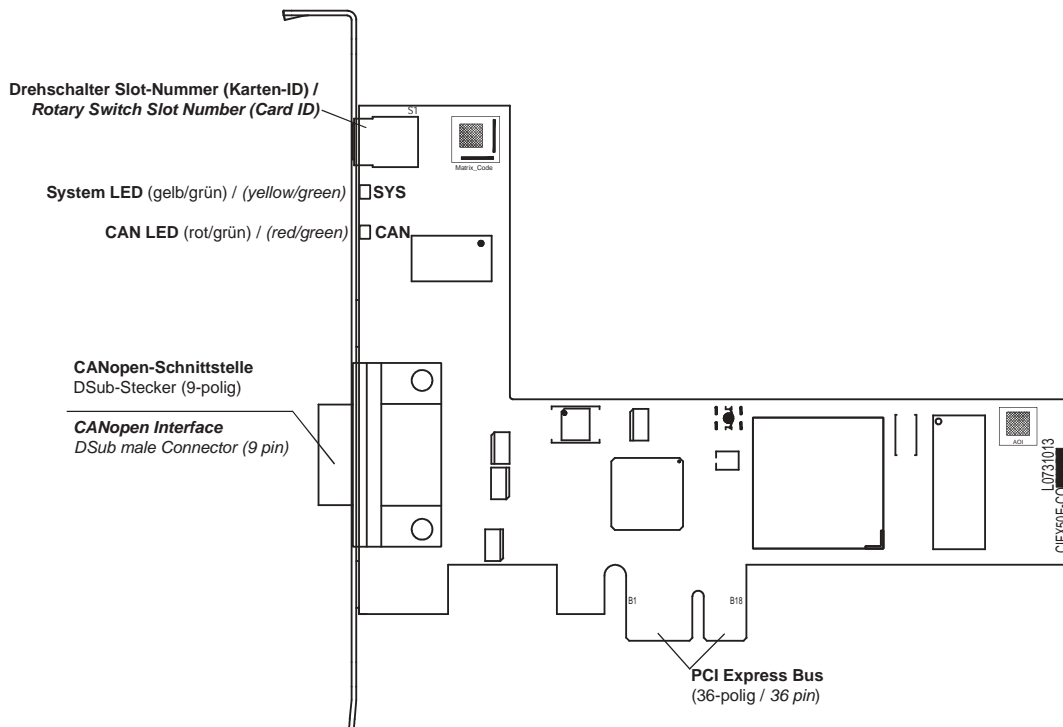 Drehschalter Slot-Nummer (Karten-ID) /
Rotary Switch Slot Number (Card ID)
S1
Matrix_Code
System LED (gelb/grün) / (yellow/green)
SYS
CAN LED (rot/grün) / (red/green)
CAN
CANopen-Schnittstelle
DSub-Stecker (9-polig)
CANopen Interface
DSub male Connector (9 pin)
AOI
L0731013
CIFX50E-CO
B1
B18
PCI Express Bus
(36-polig / 36 pin)